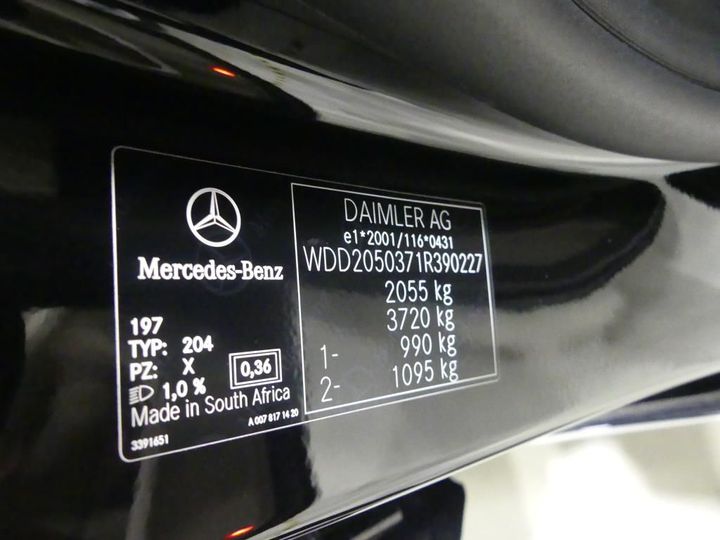 Mercedes-Benz
197
TYP: 204
PZ: X
0,36
1,0 %
Made in South Africa
A 007 817 14 20
3391651
DAIMLER AG
e1*2001/116*0431
WDD2050371R390227
2055 kg
3720 kg
1- 990 kg
2- 1095 kg